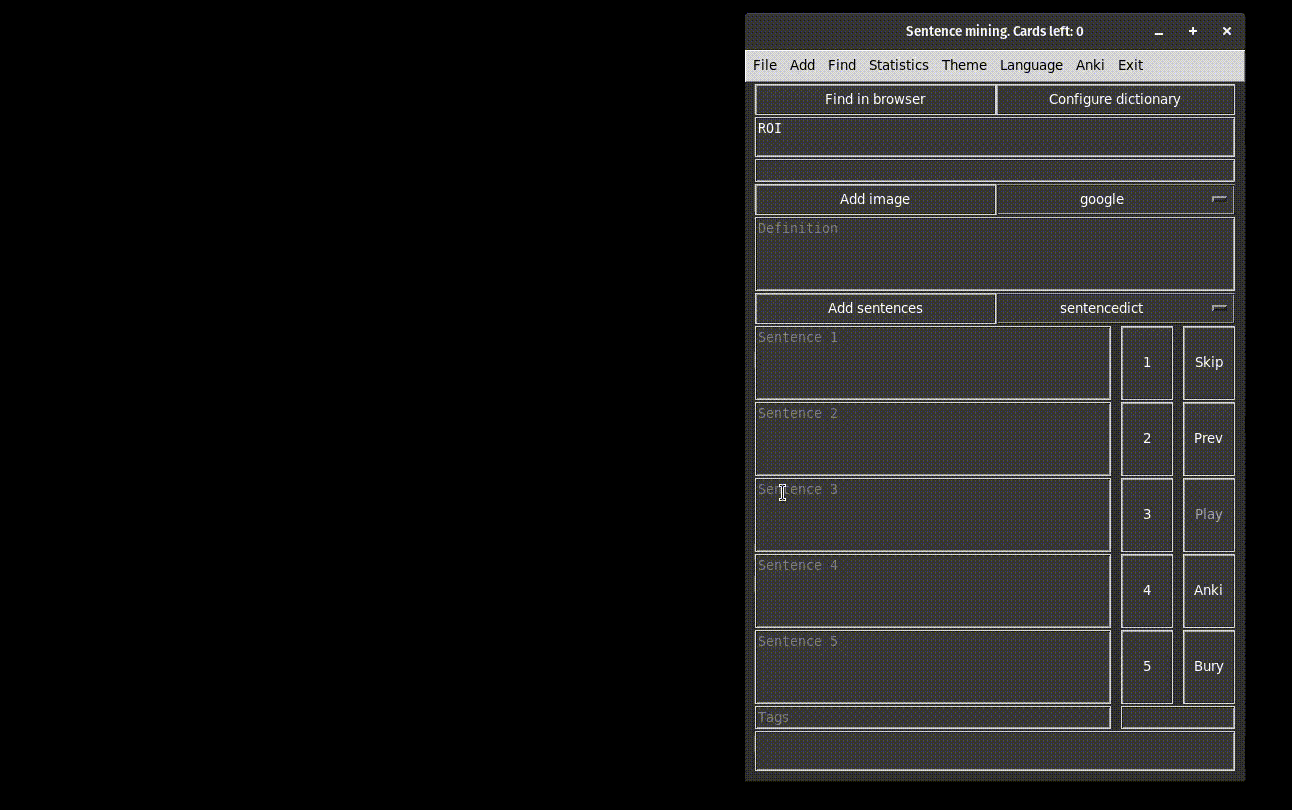 Sentence mining. Cards left: 0
File Add Find Statistics Theme Language Anki Exit
Find in browser Configure dictionary
ROI
Add image google
Definition
Add sentences sentencedict
Sentence 1 1 Skip
Sentence 2 2 Prev
Sentence 3 3 Play
Sentence 4 4 Anki
Sentence 5 5 Bury
Tags